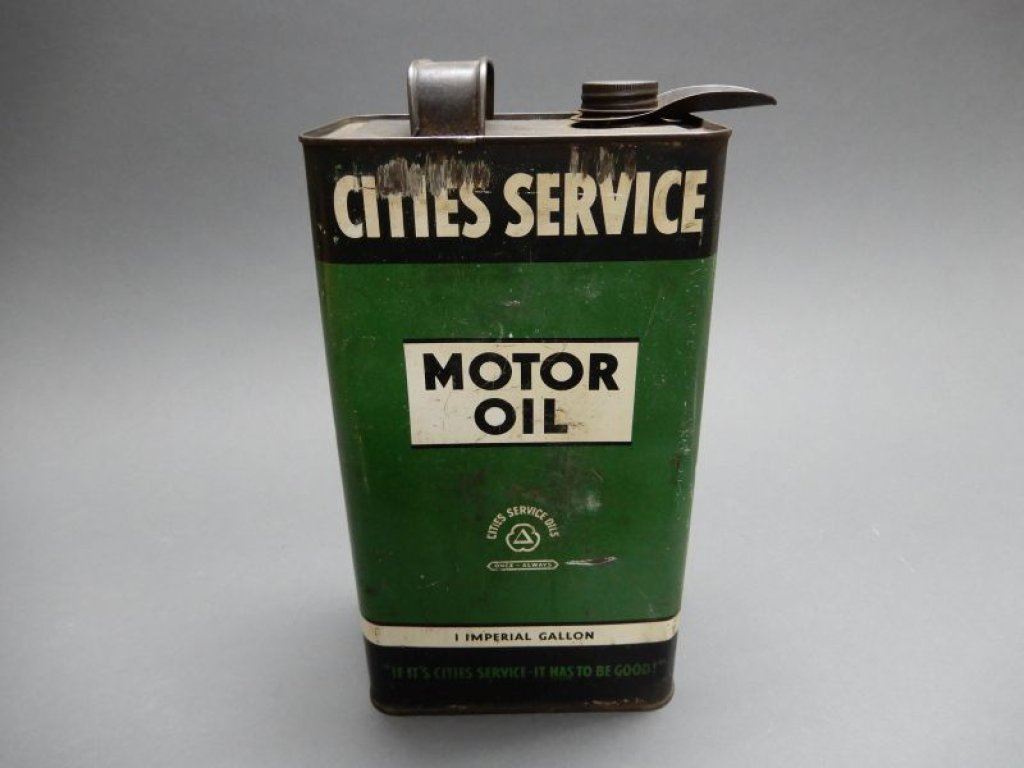 CITIES SERVICE
MOTOR
OIL
CITIES SERVICE OILS
ONCE - ALWAYS
1 IMPERIAL GALLON
"IF IT'S CITIES SERVICE - IT HAS TO BE GOOD!"